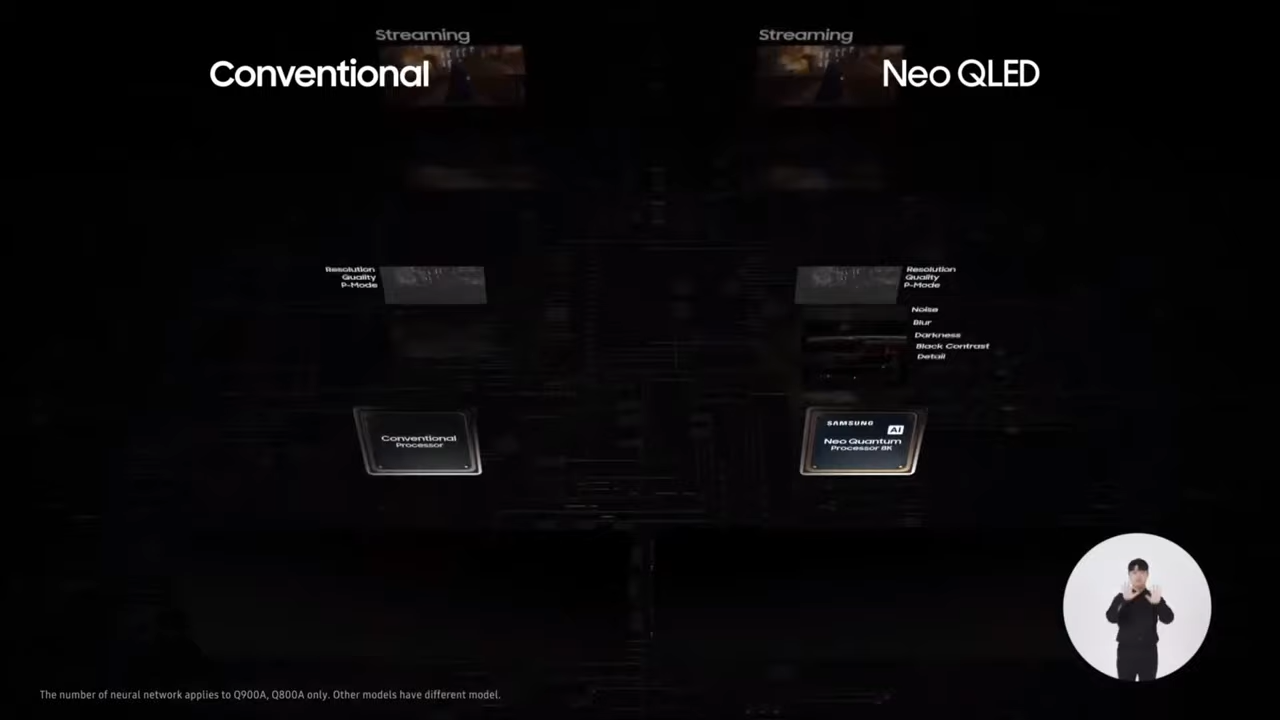 Streaming
Streaming
Conventional
Neo QLED
Resolution
Quality
P-Mode
Resolution
Quality
P-Mode
Noise
Blur
Darkness
Black Contrast
Detail
Conventional
Processor
SAMSUNG
AI
Neo Quantum
Processor 8K
The number of neural network applies to Q900A, Q800A only. Other models have different model.